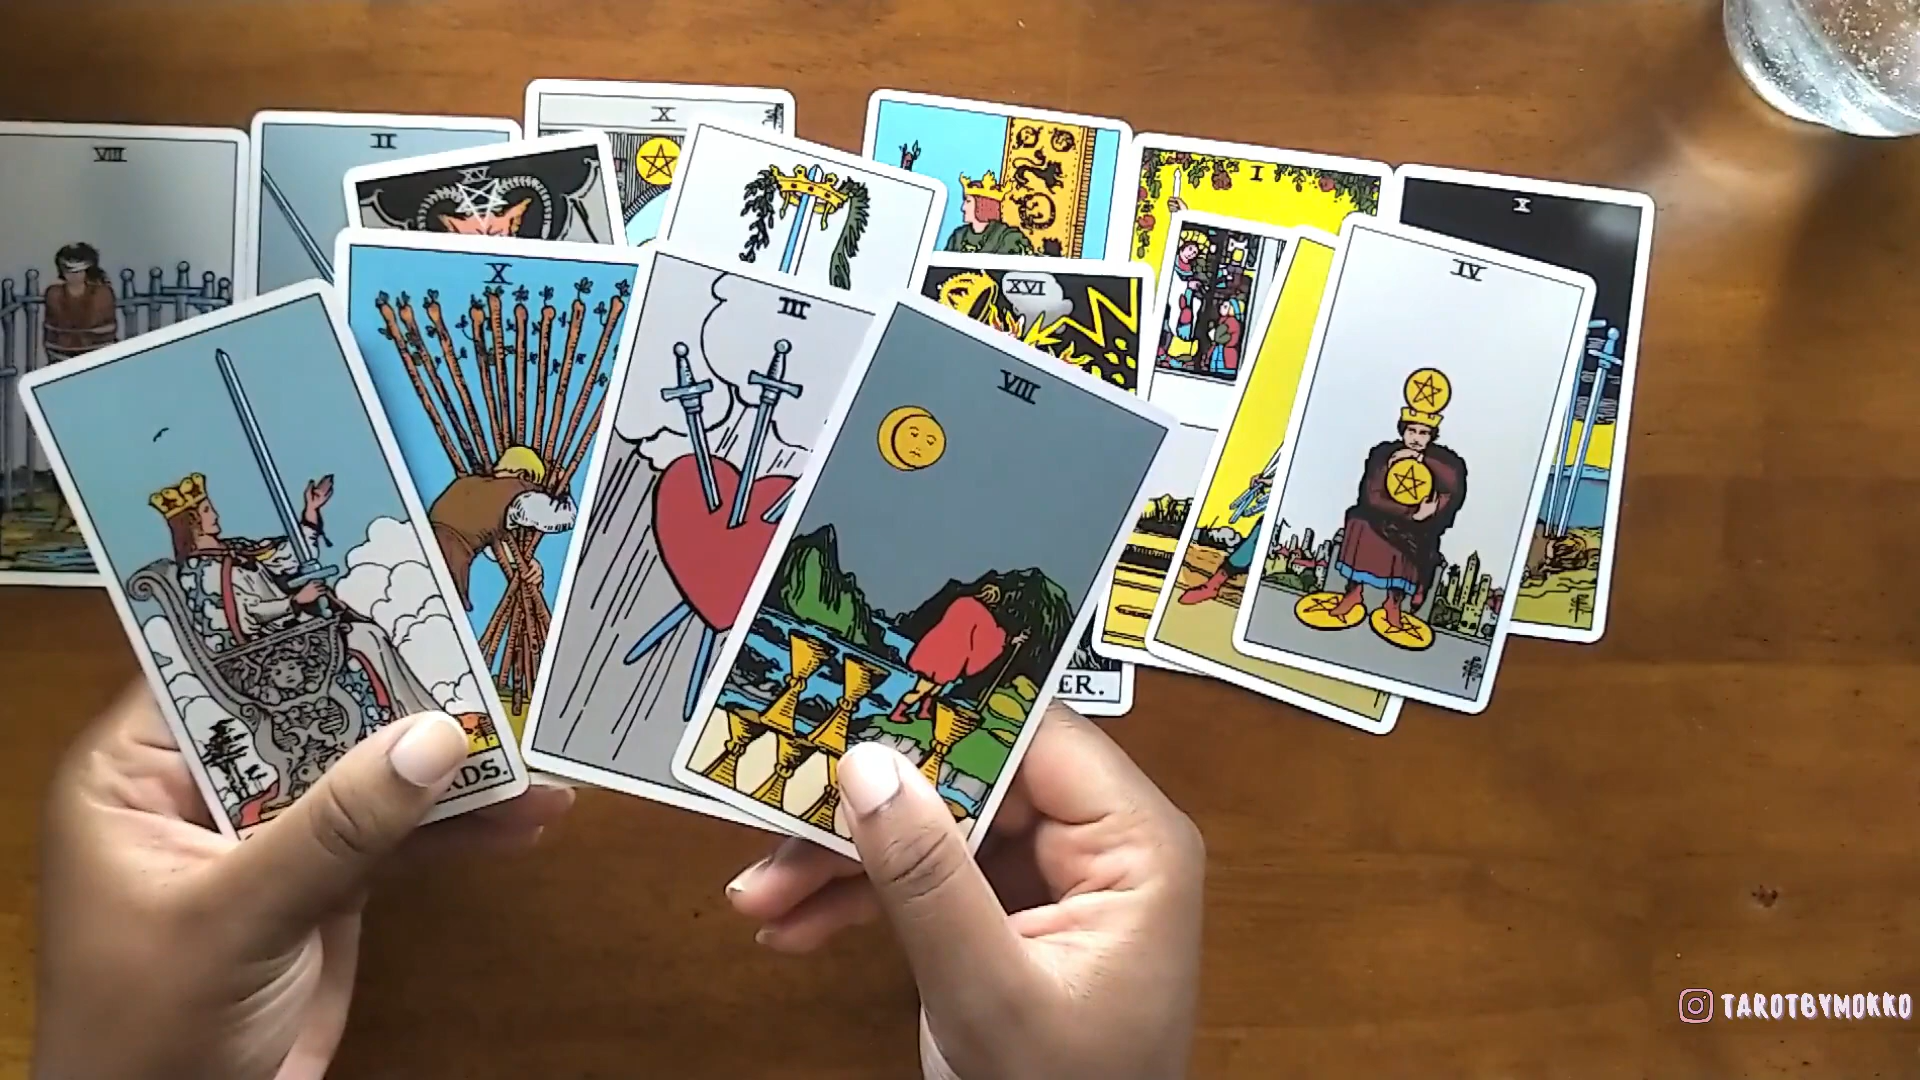 VIII
II
X
XV
I
X
X
III
XVI
IV
VIII
RDS.
ER.
TAROTBYMOKKO